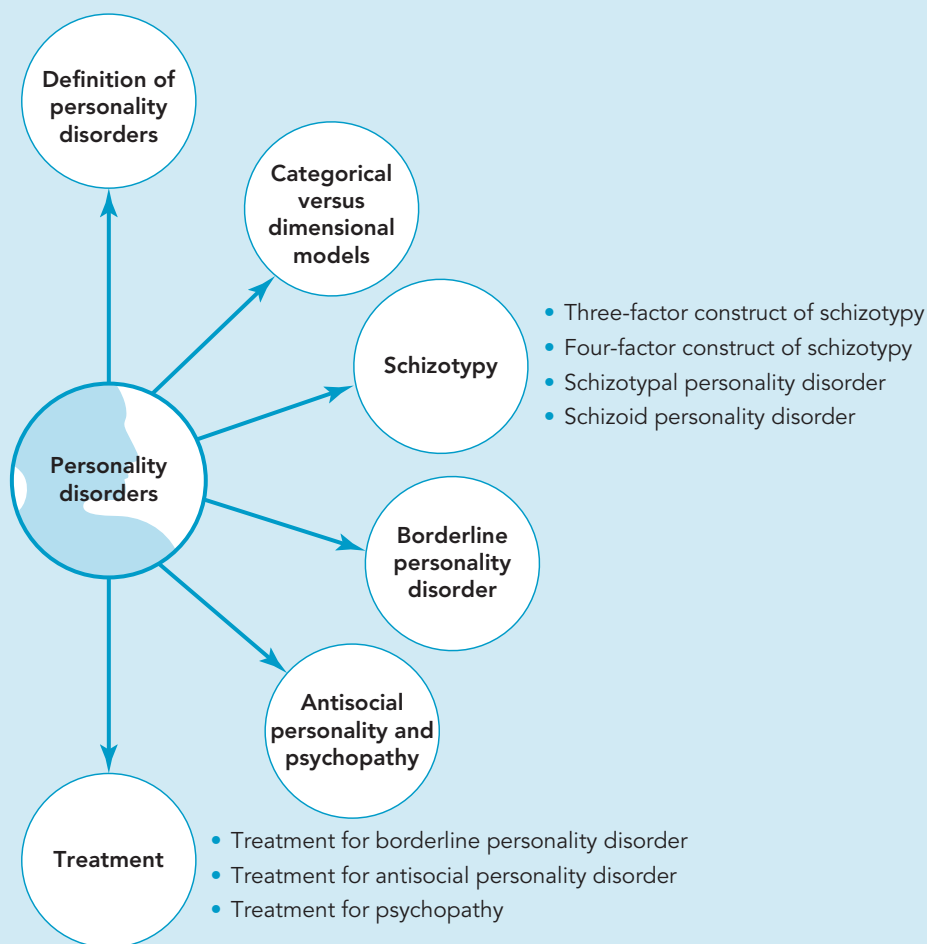 Definition of
personality
disorders
Categorical
versus
dimensional
models
Schizotypy
• Three-factor construct of schizotypy
• Four-factor construct of schizotypy
• Schizotypal personality disorder
• Schizoid personality disorder
Personality
disorders
Borderline
personality
disorder
Antisocial
personality and
psychopathy
Treatment
• Treatment for borderline personality disorder
• Treatment for antisocial personality disorder
• Treatment for psychopathy